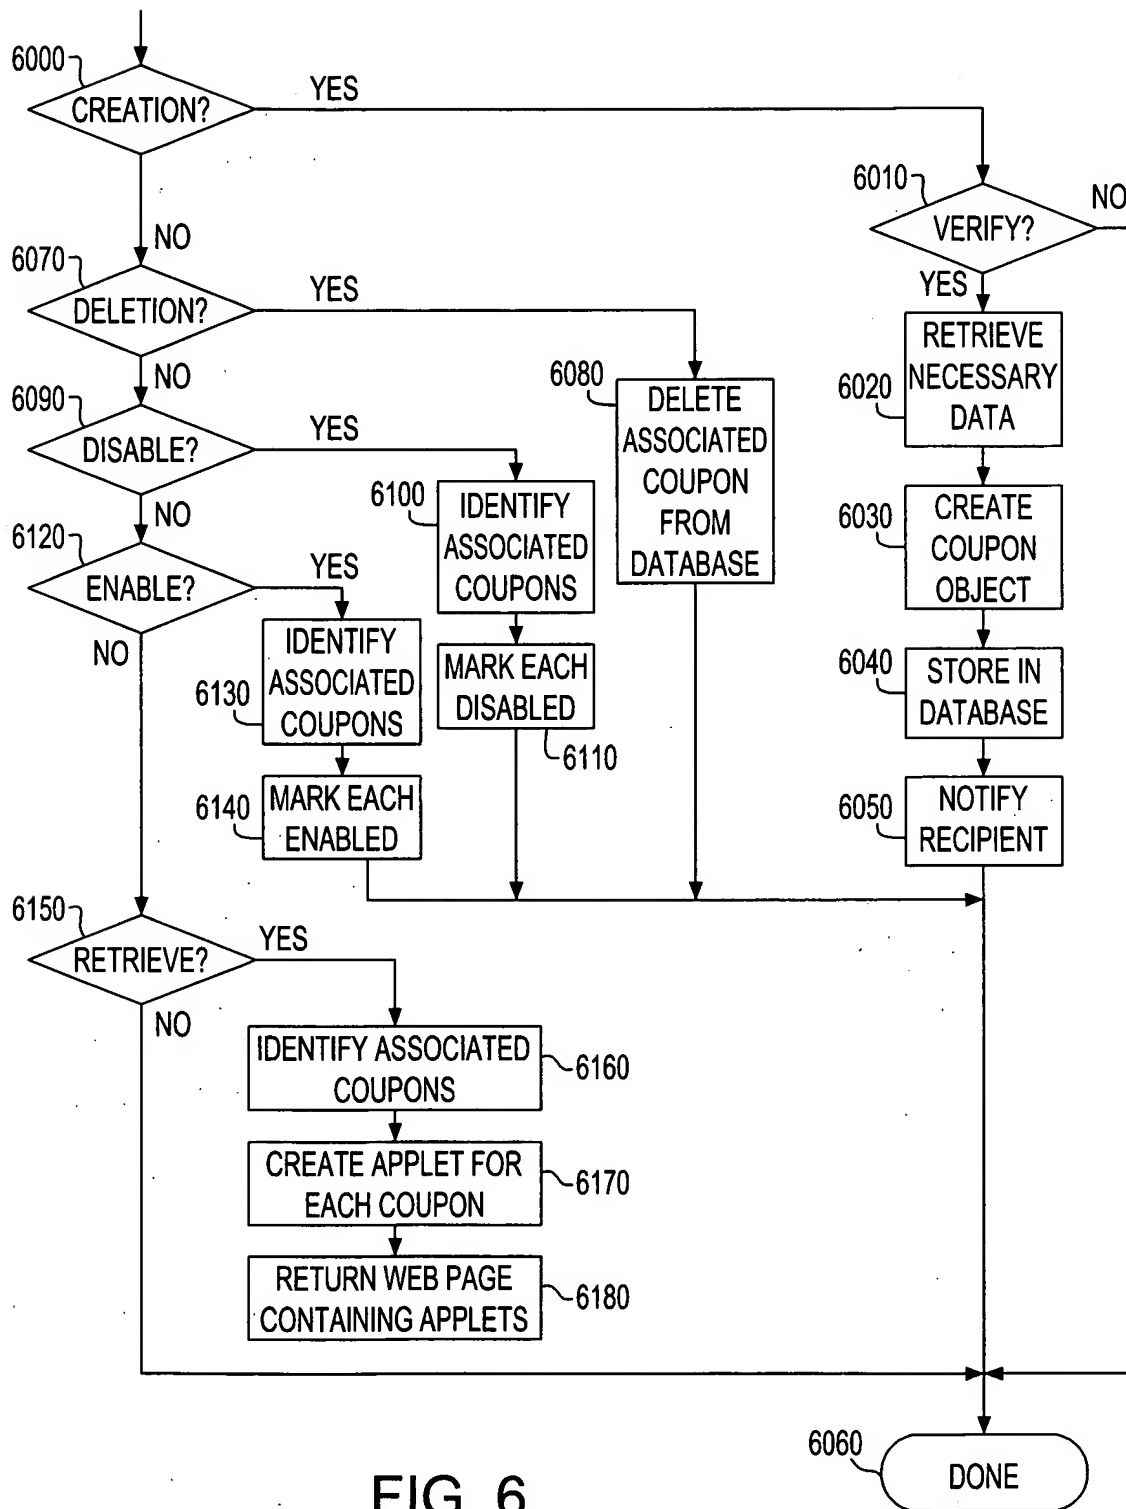 6000
CREATION?
YES
NO
6010
VERIFY?
NO
YES
6070
DELETION?
YES
NO
6020
RETRIEVE
NECESSARY
DATA
6080
DELETE
ASSOCIATED
COUPON
FROM
DATABASE
6090
DISABLE?
YES
NO
6100
IDENTIFY
ASSOCIATED
COUPONS
6030
CREATE
COUPON
OBJECT
6120
ENABLE?
YES
NO
6130
IDENTIFY
ASSOCIATED
COUPONS
MARK EACH
DISABLED
6110
6040
STORE IN
DATABASE
6140
MARK EACH
ENABLED
6050
NOTIFY
RECIPIENT
6150
RETRIEVE?
YES
NO
IDENTIFY ASSOCIATED
COUPONS
6160
CREATE APPLET FOR
EACH COUPON
6170
RETURN WEB PAGE
CONTAINING APPLETS
6180
6060
DONE
FIG. 6